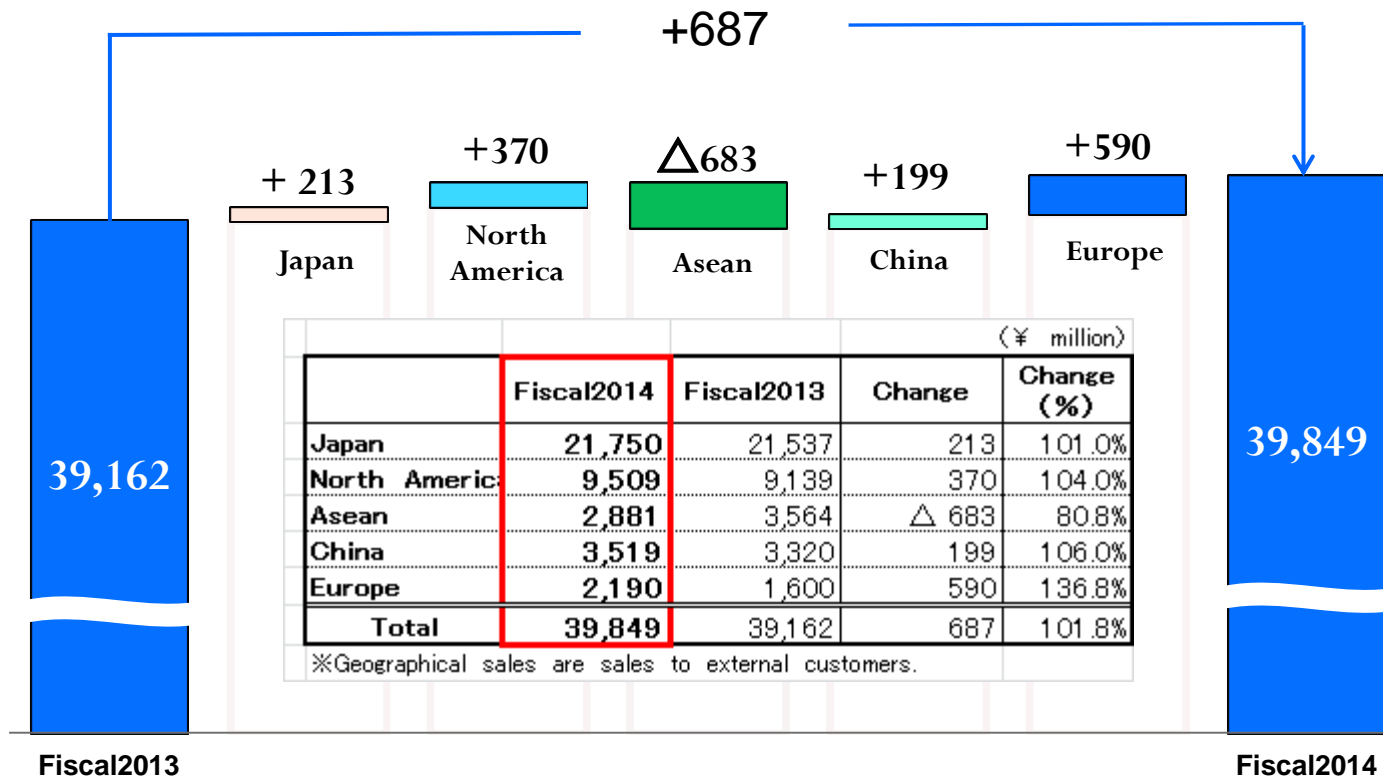 +687
+ 213
+370
△683
+199
+590
Japan
North
America
Asean
China
Europe
39,162
39,849
(¥ million)
Fiscal2014 Fiscal2013 Change Change (%)
Japan 21,750 21,537 213 101.0%
North Americ 9,509 9,139 370 104.0%
Asean 2,881 3,564 △ 683 80.8%
China 3,519 3,320 199 106.0%
Europe 2,190 1,600 590 136.8%
Total 39,849 39,162 687 101.8%
※Geographical sales are sales to external customers.
Fiscal2013
Fiscal2014